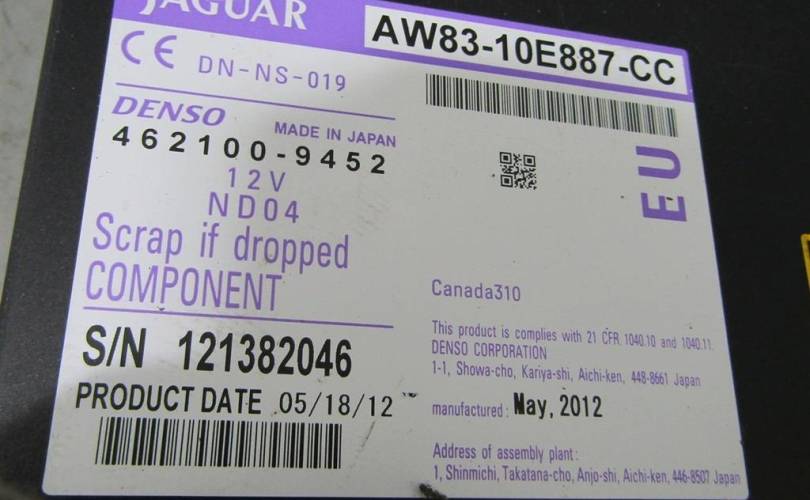 JAGUAR
AW83-10E887-CC
CE DN-NS-019
DENSO
MADE IN JAPAN
462100-9452
12V
ND04
Scrap if dropped
COMPONENT
S/N 121382046
PRODUCT DATE 05/18/12
EU
Canada310
This product is complies with 21 CFR 1040.10 and 1040.11.
DENSO CORPORATION
1-1, Showa-cho, Kariya-shi, Aichi-ken, 448-8661 Japan
manufactured: May, 2012
Address of assembly plant:
1, Shinmichi, Takatana-cho, Anjo-shi, Aichi-ken, 446-8507 Japan